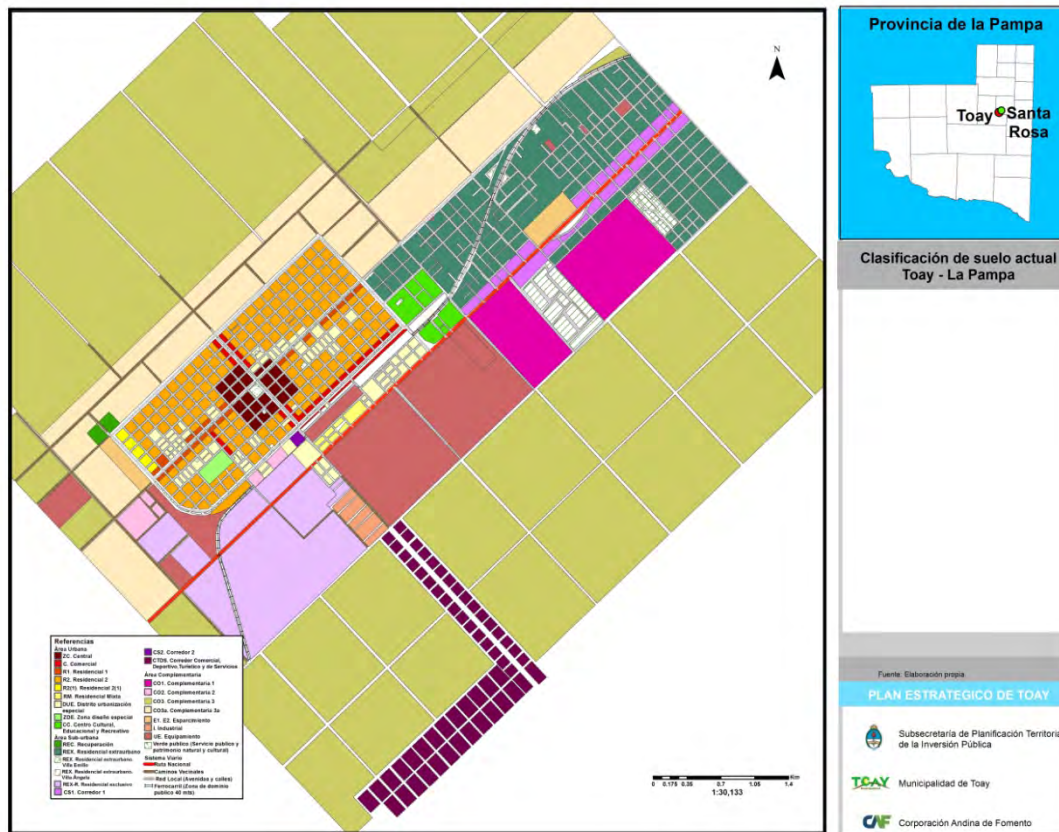 N
Provincia de la Pampa
Toay
Santa
Rosa
Clasificación de suelo actual
Toay - La Pampa
Referencias
Área Urbana
ZC. Central
C. Comercial
R1. Residencial 1
R2. Residencial 2
R2(1) Residencial 2(1)
RM. Residencial Mixta
DUE. Distrito urbanización
especial
ZDE. Zona diseño especial
CC. Centro Cultural,
Educacional y Recreativo
Área Sub-urbana
REC. Recuperación
REX. Residencial extraurbano
REX. Residencial extraurbano.
Villa Emilio
REX. Residencial extraurbano.
Villa Ángela
REX-R. Residencial exclusivo
CS1. Corredor 1
CS2. Corredor 2
CTDS. Corredor Comercial,
Deportivo,Turístico y de Servicios
Área Complementaria
CO1. Complementaria 1
CO2. Complementaria 2
CO3. Complementaria 3
CO3a. Complementaria 3a
E1. E2. Esparcimiento
I. Industrial
UE. Equipamiento
Verde público (Servicio público y
patrimonio natural y cultural)
Sistema Viario
Ruta Nacional
Caminos Vecinales
Red Local (Avenidas y calles)
Ferrocarril (Zona de dominio
público 40 mts)
Km
0 0.175 0.35 0.7 1.05 1.4
1:30,133
Fuente: Elaboración propia.
PLAN ESTRATEGICO DE TOAY
Subsecretaría de Planificación Territoria
de la Inversión Pública
TOAY
Municipalidad de Toay
CAF
Corporación Andina de Fomento